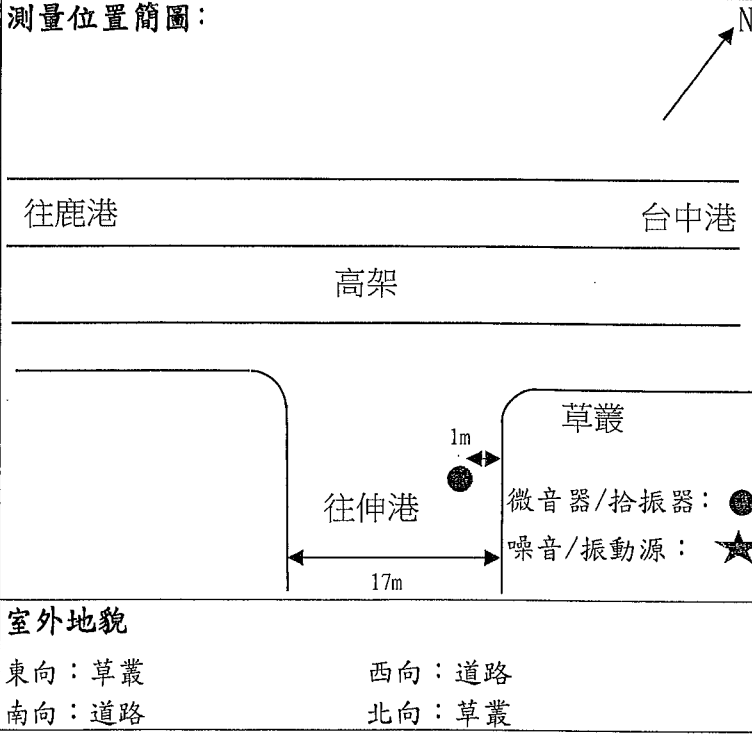 測量位置簡圖：
N
往鹿港
台中港
高架
草叢
1m
往伸港
微音器/拾振器：
噪音/振動源：
17m
室外地貌
東向：草叢 西向：道路
南向：道路 北向：草叢